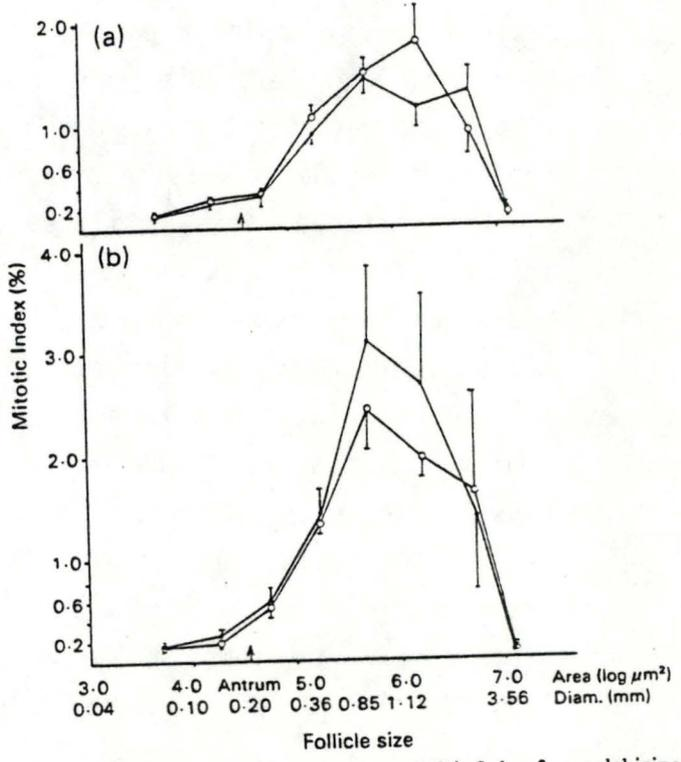 (a)
2·0
1·0
0·6
0·2
(b)
4·0
3·0
2·0
1·0
0·6
0·2
Mitotic Index (%)
3·0 4·0 Antrum 5·0 6·0 7·0 Area (log μm²)
0·04 0·10 0·20 0·36 0·85 1·12 3·56 Diam. (mm)
Follicle size